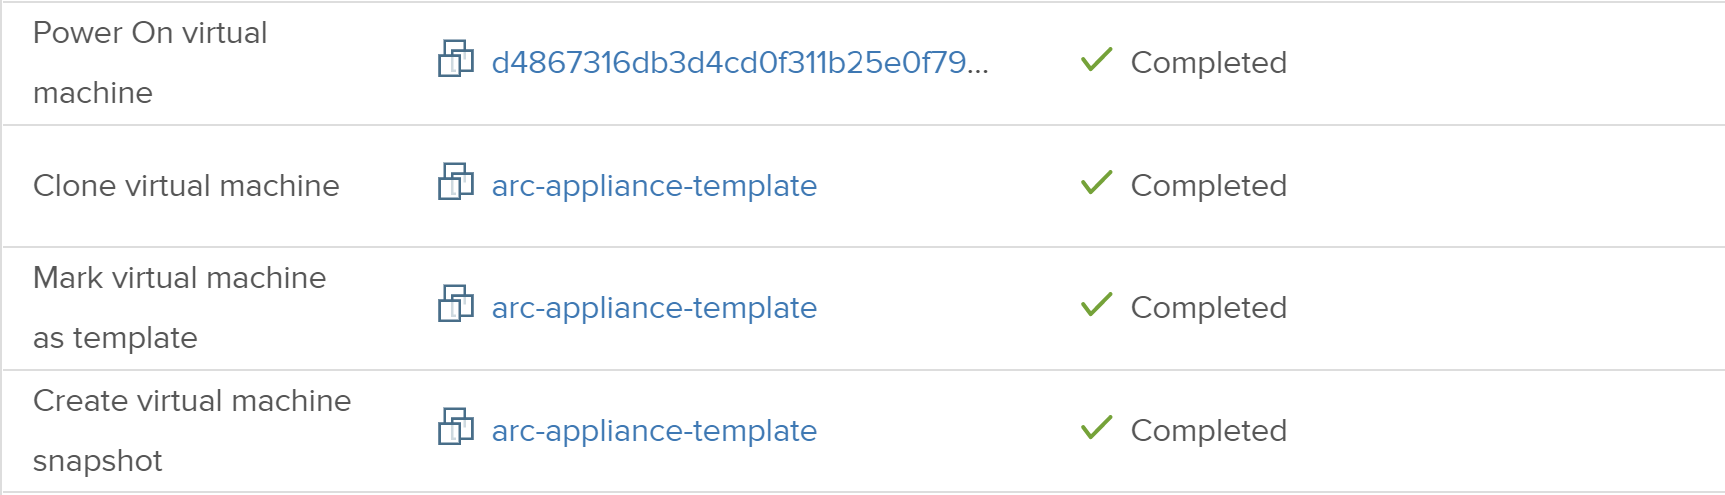 Power On virtual
machine
d4867316db3d4cd0f311b25e0f79...
Completed
Clone virtual machine
arc-appliance-template
Completed
Mark virtual machine
as template
arc-appliance-template
Completed
Create virtual machine
snapshot
arc-appliance-template
Completed